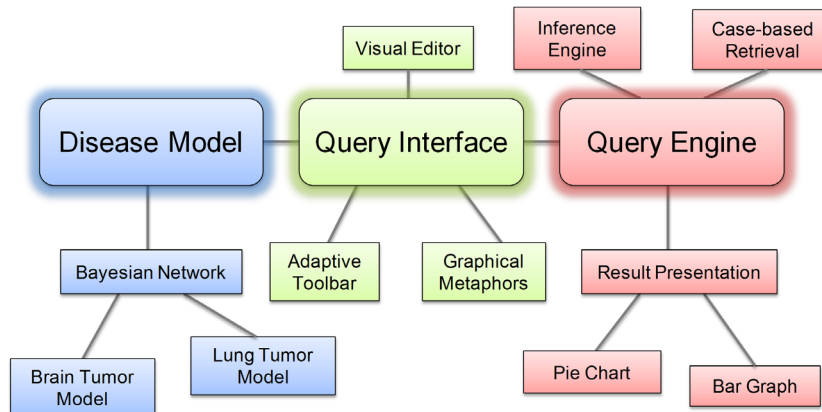 Visual Editor
Inference
Engine
Case-based
Retrieval
Disease Model
Query Interface
Query Engine
Bayesian Network
Adaptive
Toolbar
Graphical
Metaphors
Result Presentation
Brain Tumor
Model
Lung Tumor
Model
Pie Chart
Bar Graph